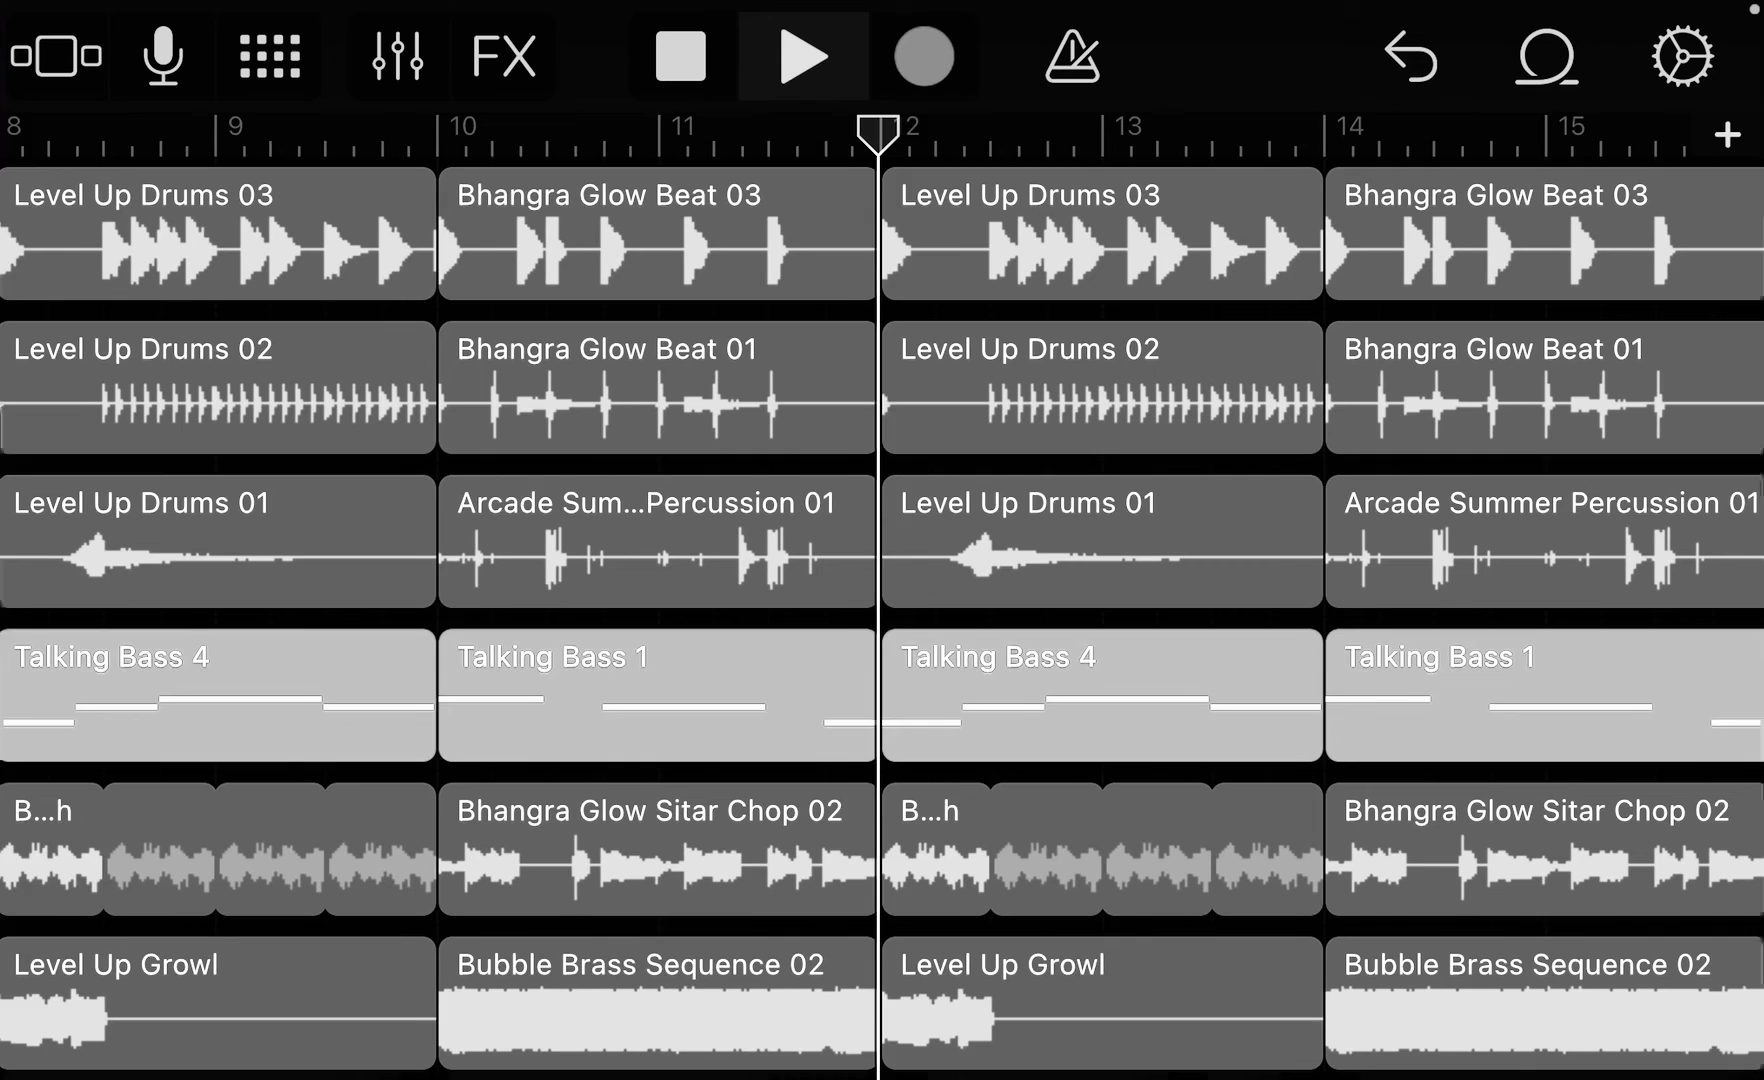 FX
8 9 10 11 2 13 14 15
Level Up Drums 03 Bhangra Glow Beat 03 Level Up Drums 03 Bhangra Glow Beat 03
Level Up Drums 02 Bhangra Glow Beat 01 Level Up Drums 02 Bhangra Glow Beat 01
Level Up Drums 01 Arcade Sum...Percussion 01 Level Up Drums 01 Arcade Summer Percussion 01
Talking Bass 4 Talking Bass 1 Talking Bass 4 Talking Bass 1
B...h Bhangra Glow Sitar Chop 02 B...h Bhangra Glow Sitar Chop 02
Level Up Growl Bubble Brass Sequence 02 Level Up Growl Bubble Brass Sequence 02